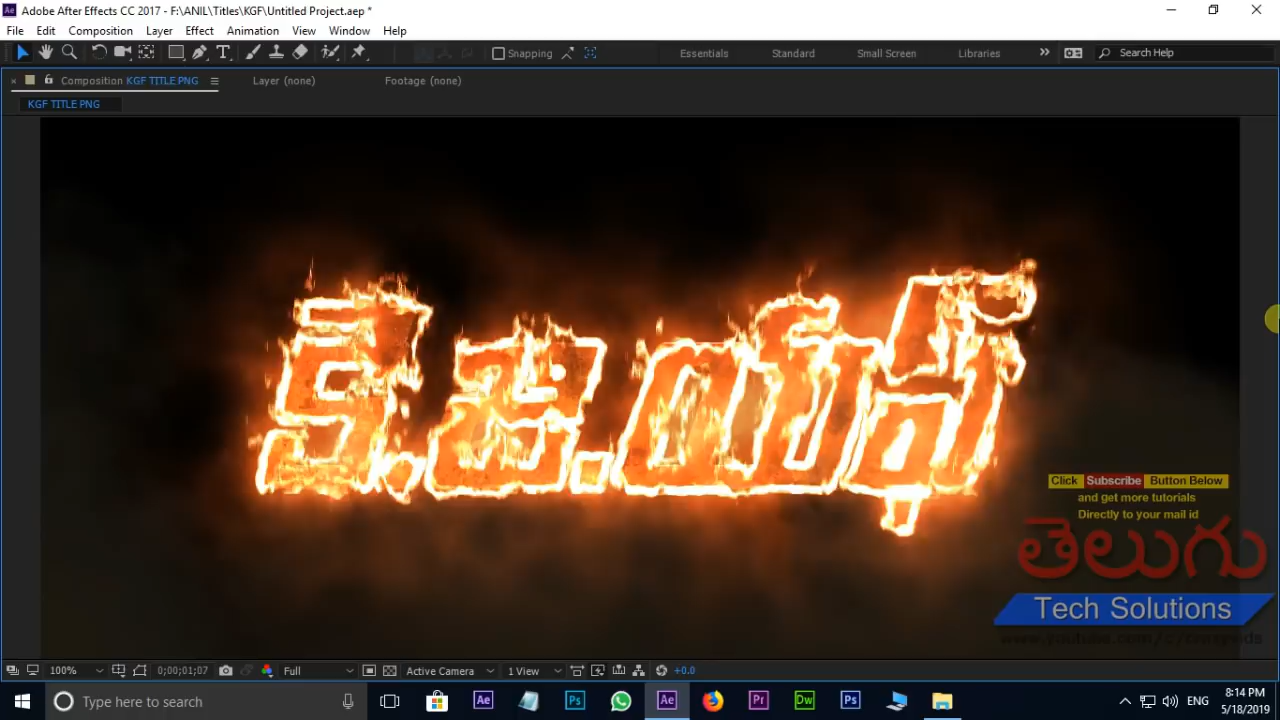 Adobe After Effects CC 2017 - F:\ANIL\Titles\KGF\Untitled Project.aep *
File Edit Composition Layer Effect Animation View Window Help
Snapping Essentials Standard Small Screen Libraries Search Help
Composition KGF TITLE PNG Layer (none) Footage (none)
KGF TITLE PNG
Click Subscribe Button Below
and get more tutorials
Directly to your mail id
తెలుగు
Tech Solutions
100% 0;00;01;07 Full Active Camera 1 View +0.0
Type here to search ENG 8:14 PM
5/18/2019